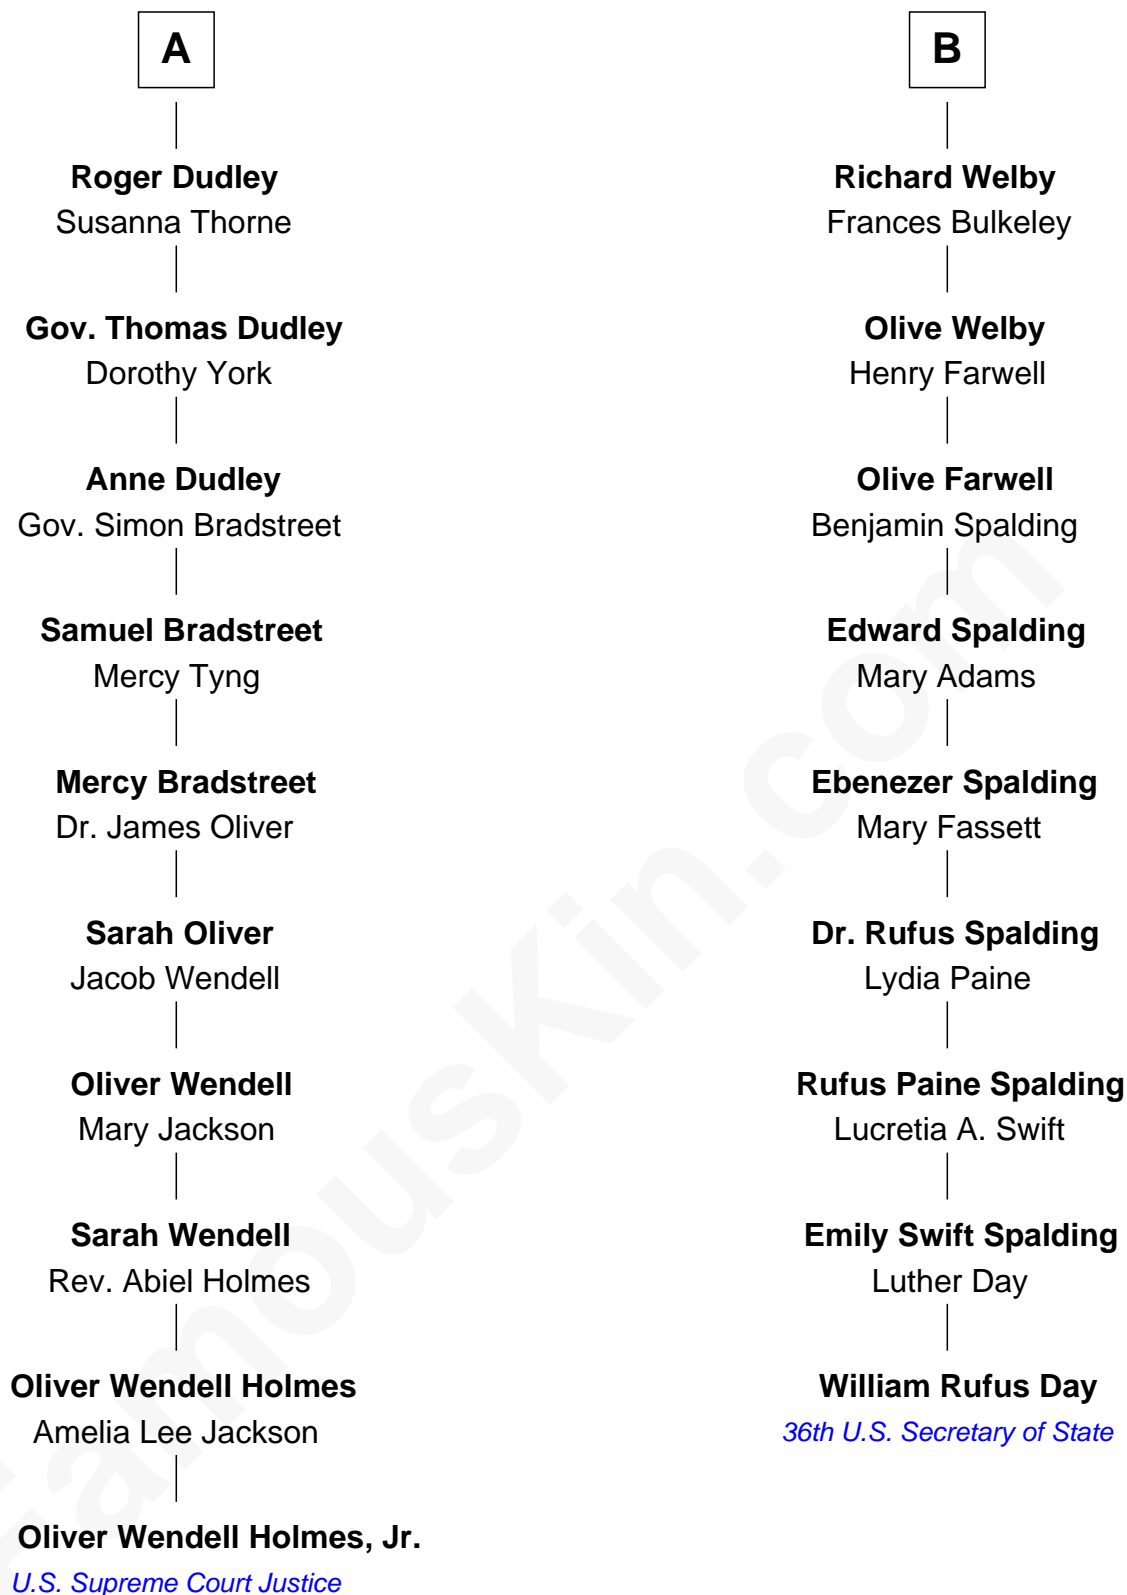 A
Roger Dudley
Susanna Thorne
Gov. Thomas Dudley
Dorothy York
Anne Dudley
Gov. Simon Bradstreet
Samuel Bradstreet
Mercy Tyng
Mercy Bradstreet
Dr. James Oliver
Sarah Oliver
Jacob Wendell
Oliver Wendell
Mary Jackson
Sarah Wendell
Rev. Abiel Holmes
Oliver Wendell Holmes
Amelia Lee Jackson
Oliver Wendell Holmes, Jr.
U.S. Supreme Court Justice
B
Richard Welby
Frances Bulkeley
Olive Welby
Henry Farwell
Olive Farwell
Benjamin Spalding
Edward Spalding
Mary Adams
Ebenezer Spalding
Mary Fassett
Dr. Rufus Spalding
Lydia Paine
Rufus Paine Spalding
Lucretia A. Swift
Emily Swift Spalding
Luther Day
William Rufus Day
36th U.S. Secretary of State
FamousKin.com